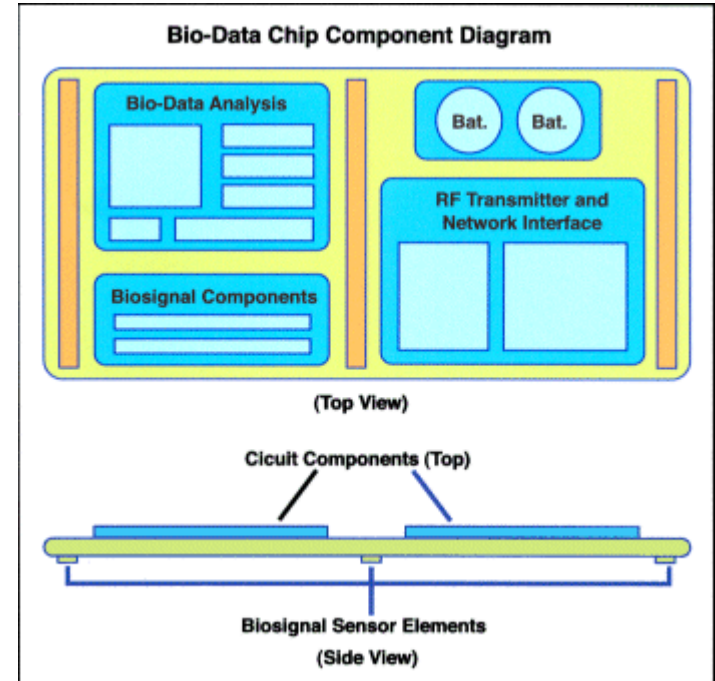 Bio-Data Chip Component Diagram
Bio-Data Analysis
Bat.
Bat.
RF Transmitter and
Network Interface
Biosignal Components
(Top View)
Cicuit Components (Top)
Biosignal Sensor Elements
(Side View)